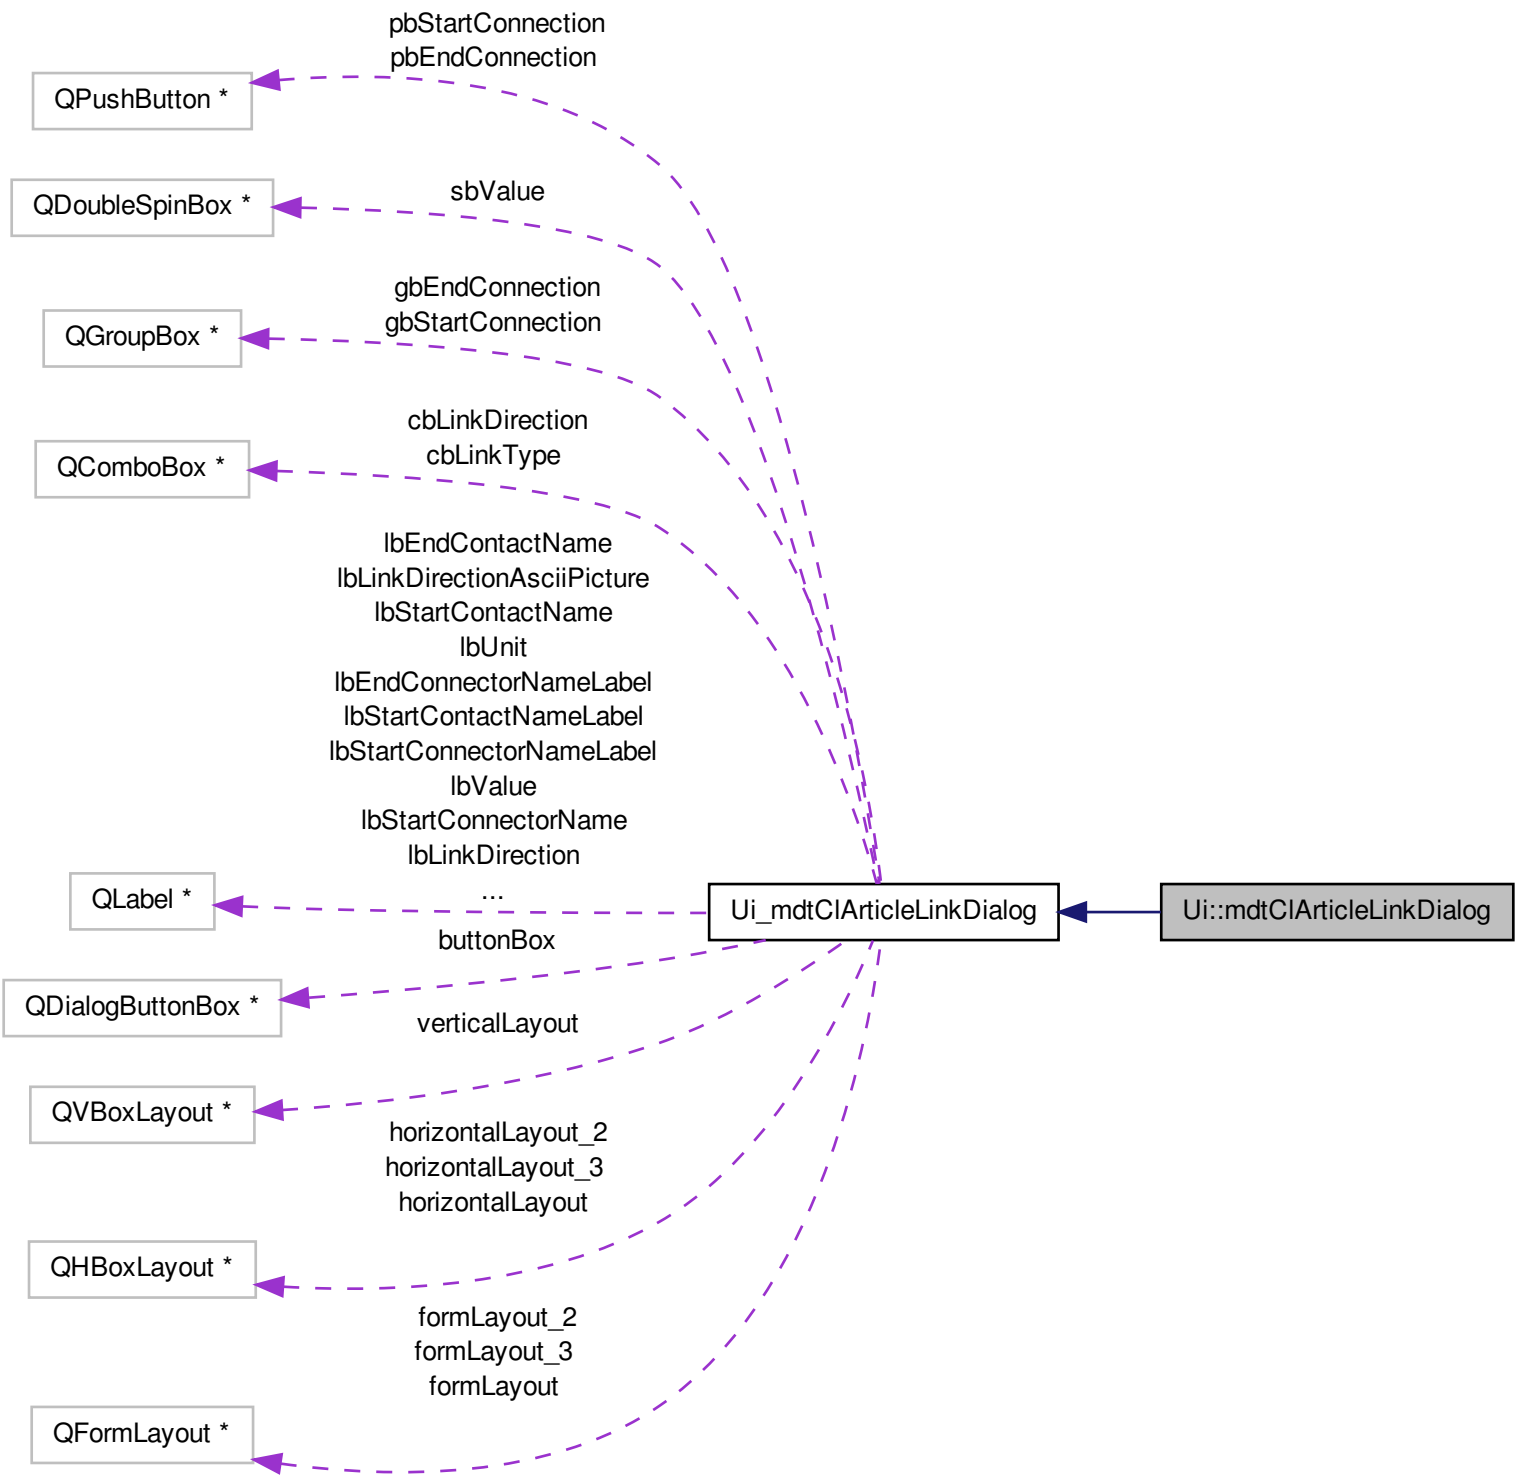 pbStartConnection
pbEndConnection
QPushButton *
sbValue
QDoubleSpinBox *
gbEndConnection
gbStartConnection
QGroupBox *
cbLinkDirection
cbLinkType
QComboBox *
lbEndContactName
lbLinkDirectionAsciiPicture
lbStartContactName
lbUnit
lbEndConnectorNameLabel
lbStartContactNameLabel
lbStartConnectorNameLabel
lbValue
lbStartConnectorName
lbLinkDirection
...
QLabel *
Ui_mdtClArticleLinkDialog
Ui::mdtClArticleLinkDialog
buttonBox
QDialogButtonBox *
verticalLayout
QVBoxLayout *
horizontalLayout_2
horizontalLayout_3
horizontalLayout
QHBoxLayout *
formLayout_2
formLayout_3
formLayout
QFormLayout *